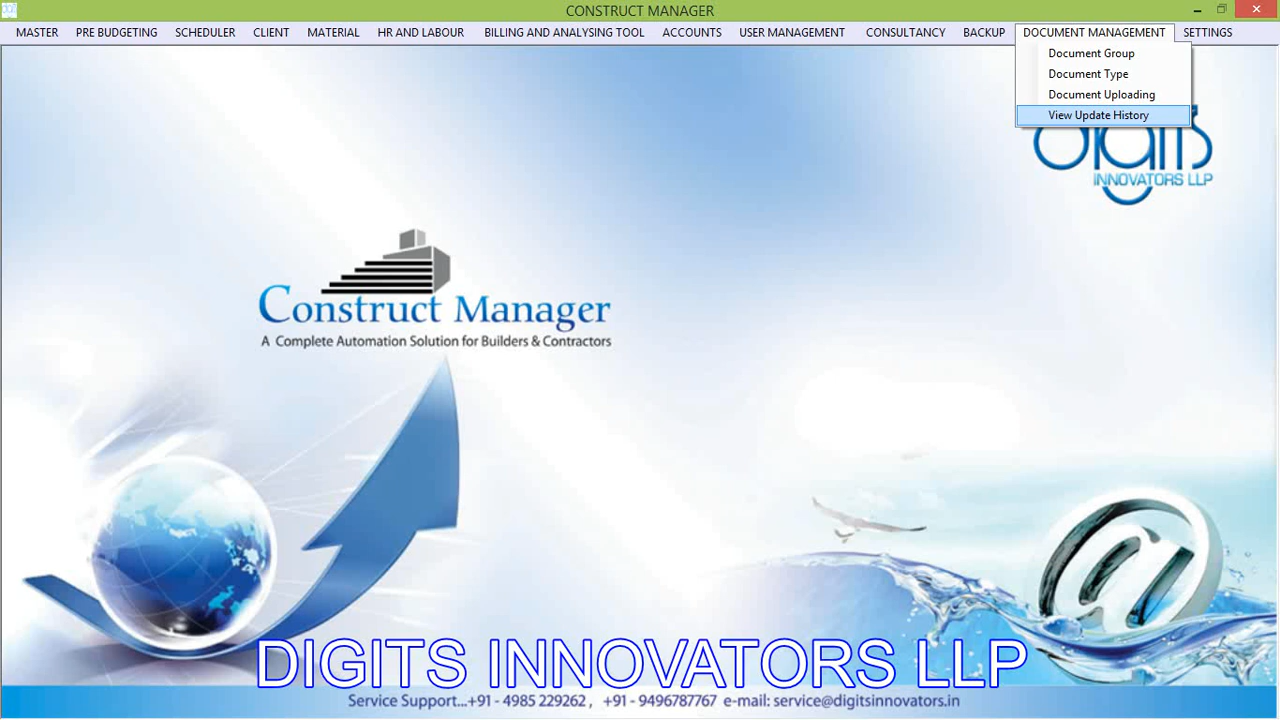 CONSTRUCT MANAGER
MASTER PRE BUDGETING SCHEDULER CLIENT MATERIAL HR AND LABOUR BILLING AND ANALYSING TOOL ACCOUNTS USER MANAGEMENT CONSULTANCY BACKUP DOCUMENT MANAGEMENT SETTINGS
Document Group
Document Type
Document Uploading
View Update History
digits
INNOVATORS LLP
Construct Manager
A Complete Automation Solution for Builders & Contractors
DIGITS INNOVATORS LLP
Service Support...+91 - 4985 229262 , +91 - 9496787767 e-mail: service@digitsinnovators.in